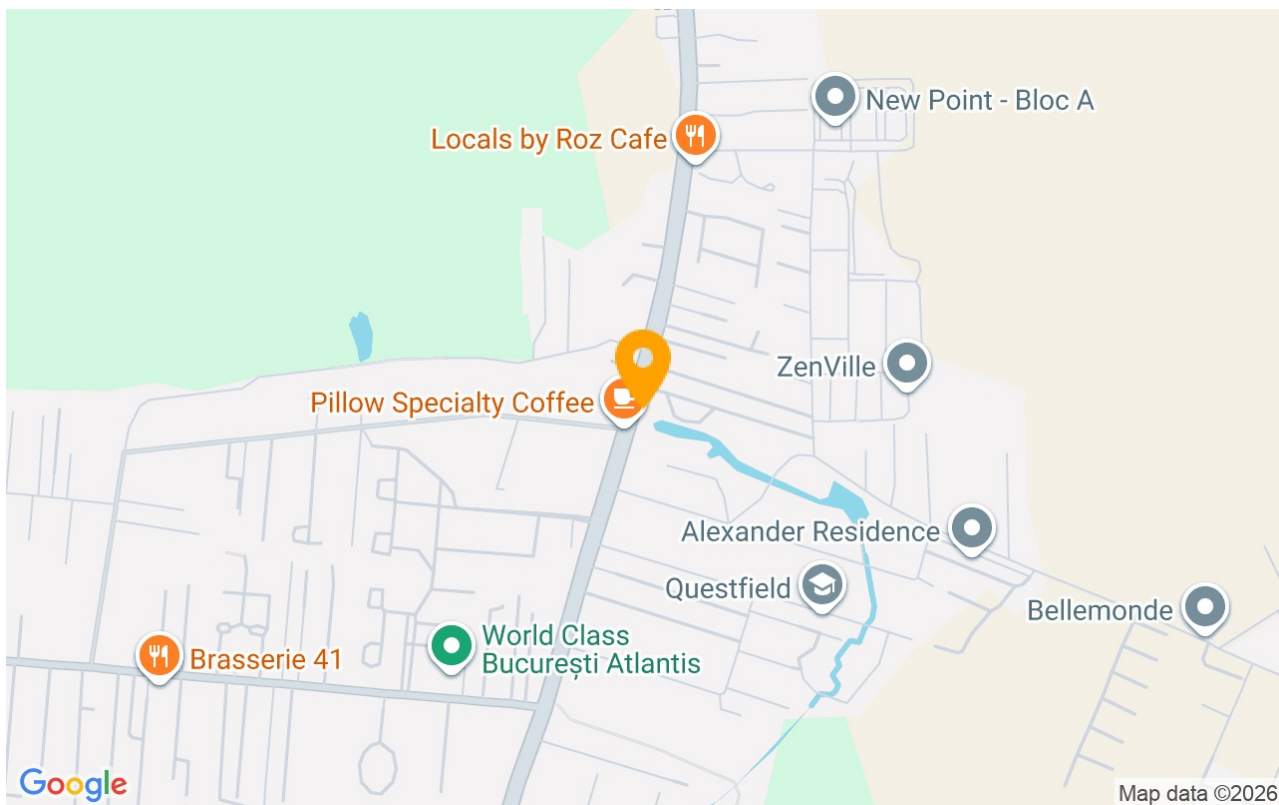 New Point - Bloc A
Locals by Roz Cafe
ZenVille
Pillow Specialty Coffee
Alexander Residence
Questfield
Bellemonde
World Class
București Atlantis
Brasserie 41
Google
Map data ©2026